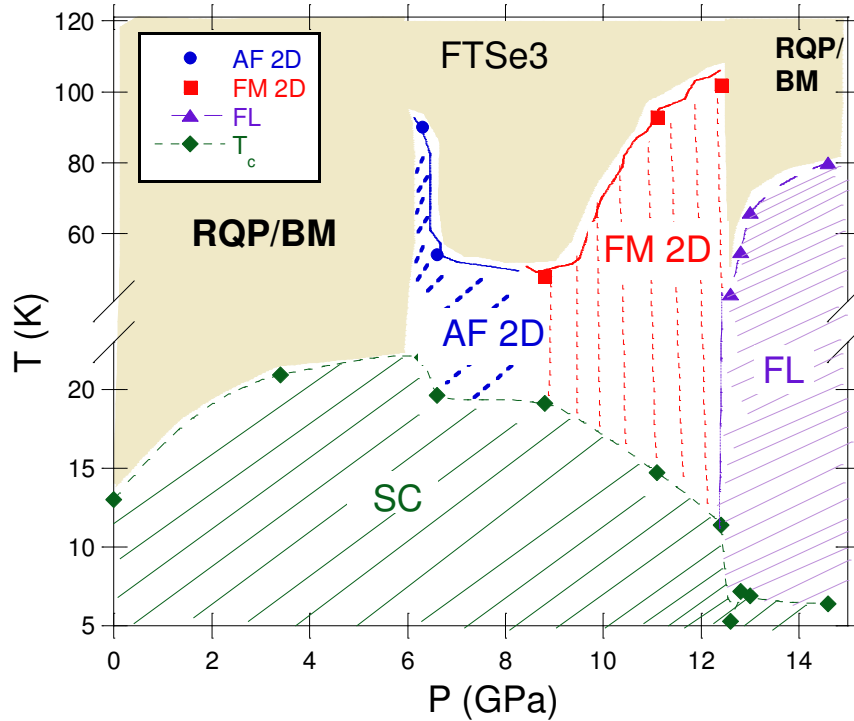 120
100
80
60
20
15
10
5
T (K)
AF 2D
FM 2D
FL
T c
FTSe3
RQP/
BM
RQP/BM
FM 2D
AF 2D
FL
SC
0
2
4
6
8
10
12
14
P (GPa)